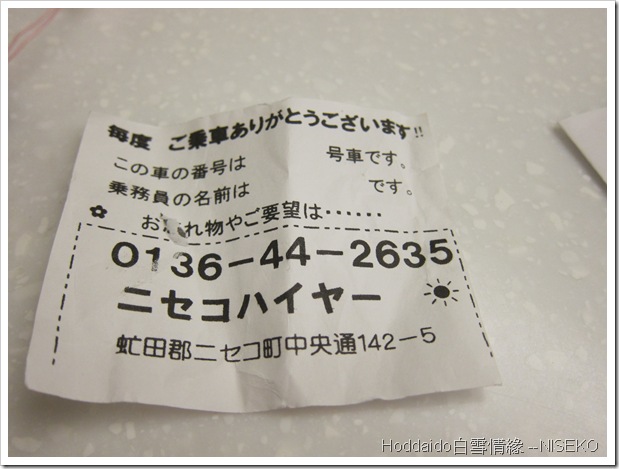 毎度 ご乗車ありがとうございます!!
この車の番号は 号車です。
乗務員の名前は です。
✿ お忘れ物やご要望は……
0136-44-2635
ニセコハイヤー
虻田郡ニセコ町中央通142-5
Hoddaido白雪情緣 --NISEKO